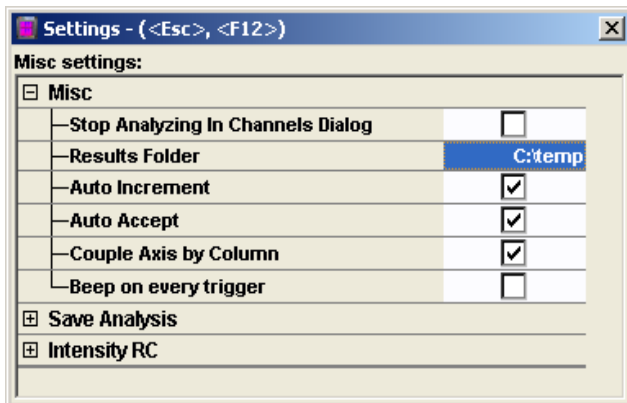 Settings - (<Esc>, <F12>)
Misc settings:
Misc
Stop Analyzing In Channels Dialog
Results Folder C:\temp
Auto Increment
Auto Accept
Couple Axis by Column
Beep on every trigger
Save Analysis
Intensity RC